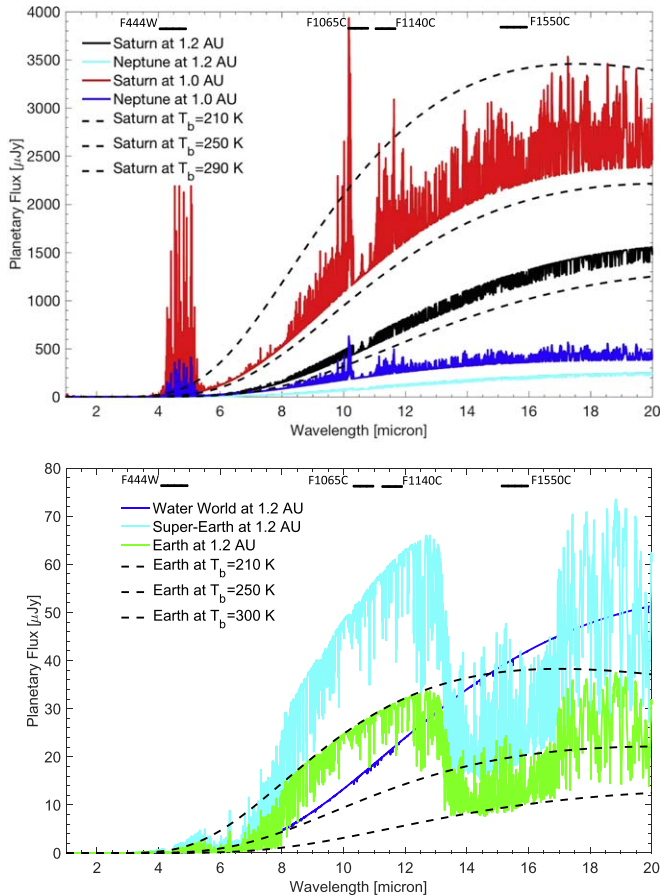 F444W F1065C F1140C F1550C
4000
3500
3000
2500
2000
1500
1000
500
0
Planetary Flux [μJy]
Saturn at 1.2 AU
Neptune at 1.2 AU
Saturn at 1.0 AU
Neptune at 1.0 AU
Saturn at T_b=210 K
Saturn at T_b=250 K
Saturn at T_b=290 K
2 4 6 8 10 12 14 16 18 20
Wavelength [micron]
80
70
60
50
40
30
20
10
0
Planetary Flux [μJy]
F444W F1065C F1140C F1550C
Water World at 1.2 AU
Super-Earth at 1.2 AU
Earth at 1.2 AU
Earth at T_b=210 K
Earth at T_b=250 K
Earth at T_b=300 K
2 4 6 8 10 12 14 16 18 20
Wavelength [micron]